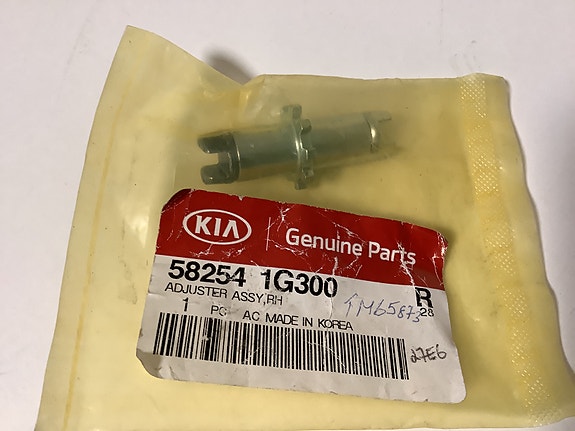 KIA Genuine Parts
58254 1G300 R
ADJUSTER ASSY,RH 28
1 PC AC MADE IN KOREA
TM65873
27E6